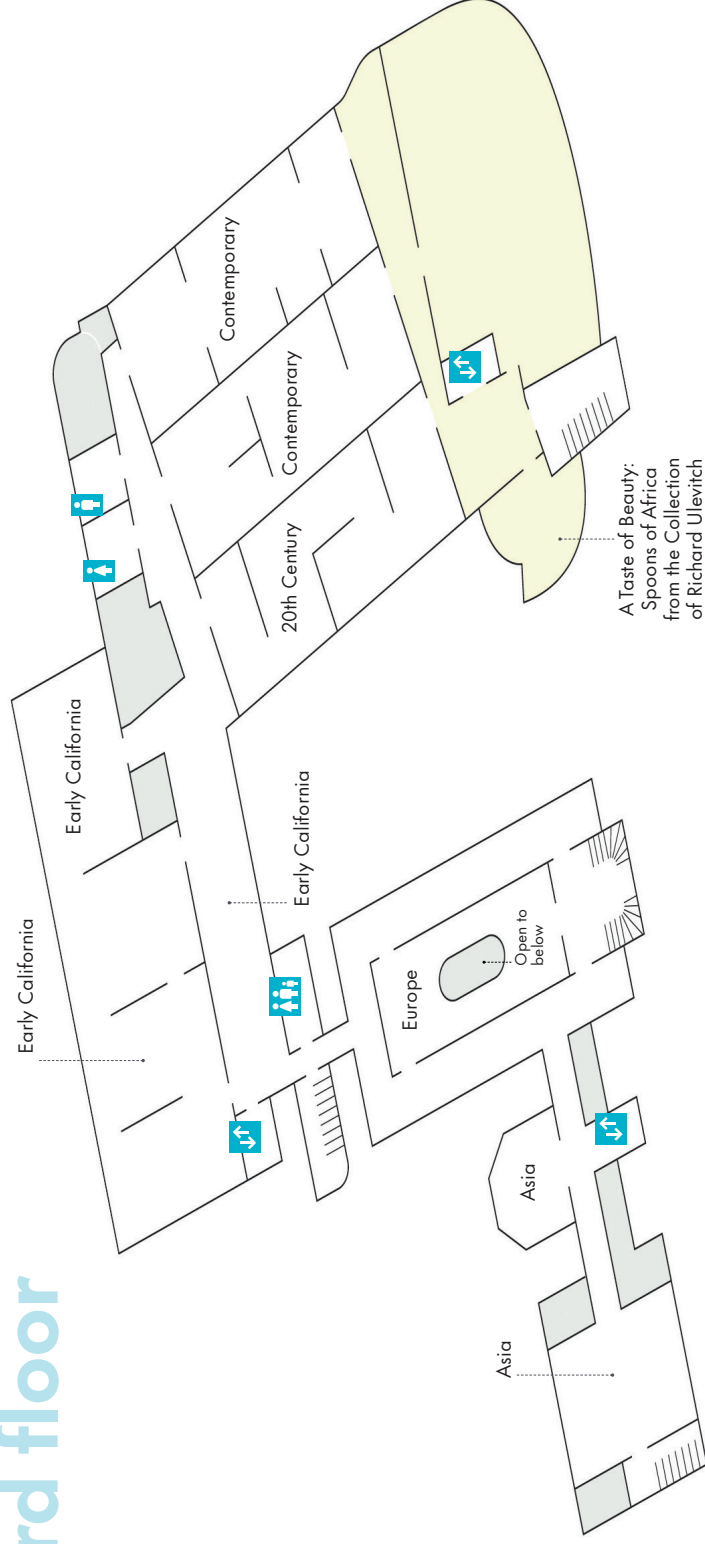 rd floor
Early California
Early California
Early California
Contemporary
Contemporary
20th Century
Europe
Open to
below
Asia
Asia
A Taste of Beauty:
Spoons of Africa
from the Collection
of Richard Ulevitch